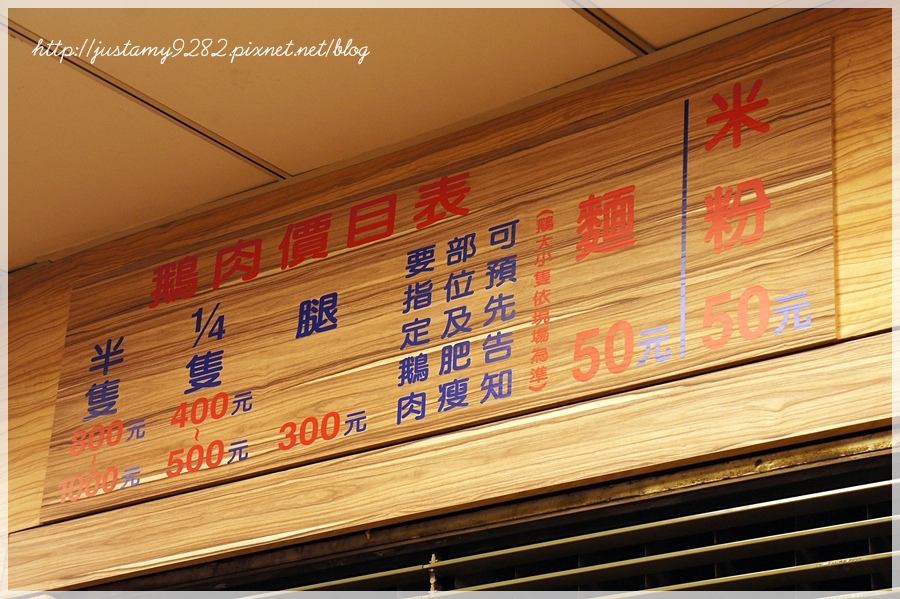 http://justamy9282.pixnet.net/blog
鵝肉價目表
米粉
50元
麵
50元
(鵝大小隻依現場為準)
可預先告知
部位及肥瘦
要指定鵝肉
腿
300元
1/4隻
400元
~
500元
半隻
800元
~
1000元